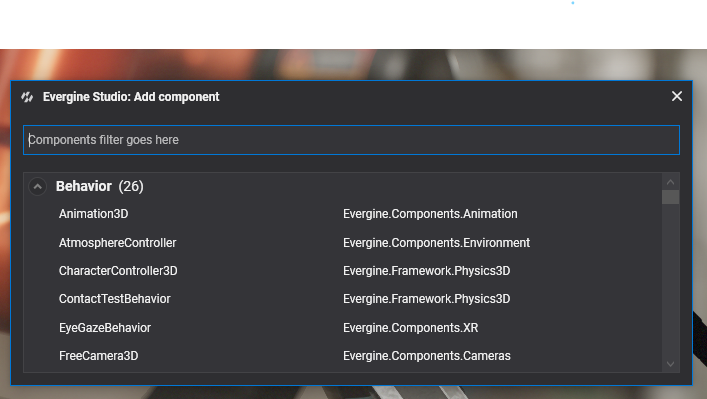 Evergine Studio: Add component
Components filter goes here
Behavior (26)
Animation3D Evergine.Components.Animation
AtmosphereController Evergine.Components.Environment
CharacterController3D Evergine.Framework.Physics3D
ContactTestBehavior Evergine.Framework.Physics3D
EyeGazeBehavior Evergine.Components.XR
FreeCamera3D Evergine.Components.Cameras